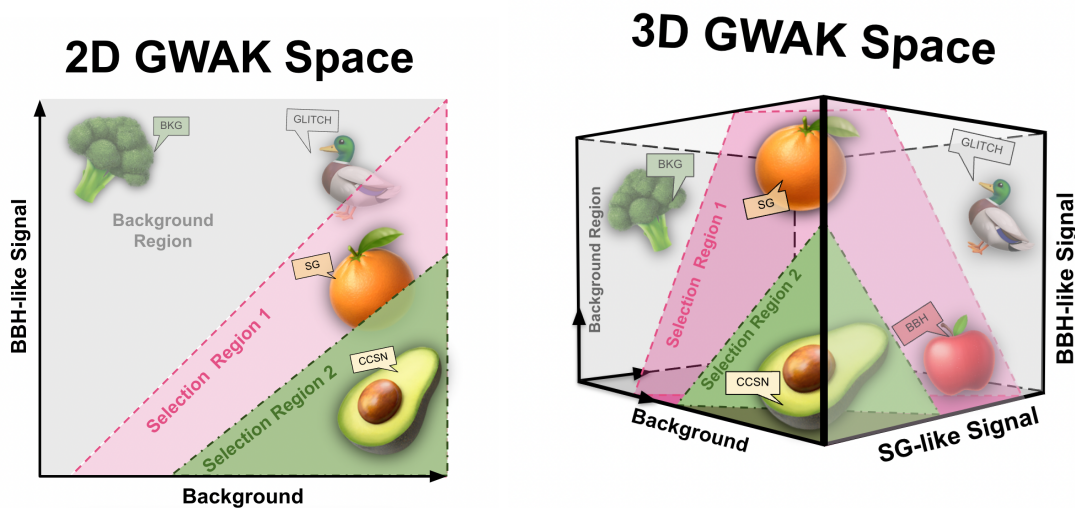 2D GWAK Space
BKG
GLITCH
Background
Region
SG
Selection Region 1
CCSN
Selection Region 2
BBH-like Signal
Background
3D GWAK Space
GLITCH
BKG
SG
Background Region
Selection Region 1
Selection Region 2
BBH
CCSN
BBH-like Signal
Background
SG-like Signal